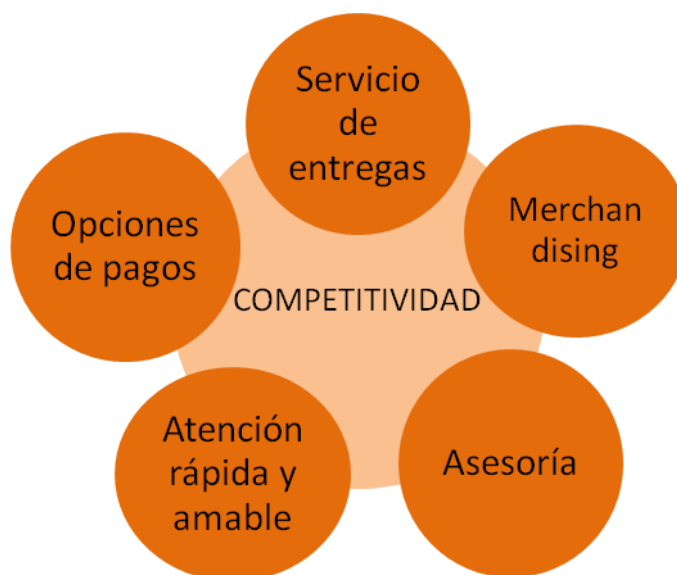 Servicio
de
entregas
Merchan
dising
Opciones
de pagos
COMPETITIVIDAD
Atención
rápida y
amable
Asesoría